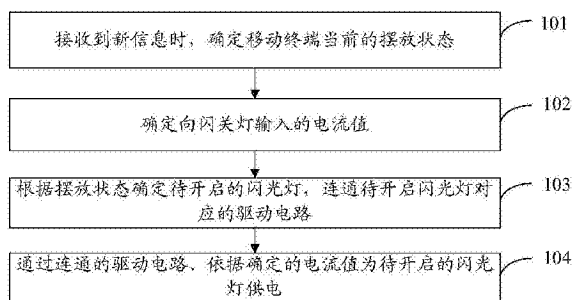 接收到新信息时，确定移动终端当前的摆放状态
101
确定向闪关灯输入的电流值
102
根据摆放状态确定待开启的闪光灯，连通待开启闪光灯对
应的驱动电路
103
通过连通的驱动电路、依据确定的电流值为待开启的闪光
灯供电
104